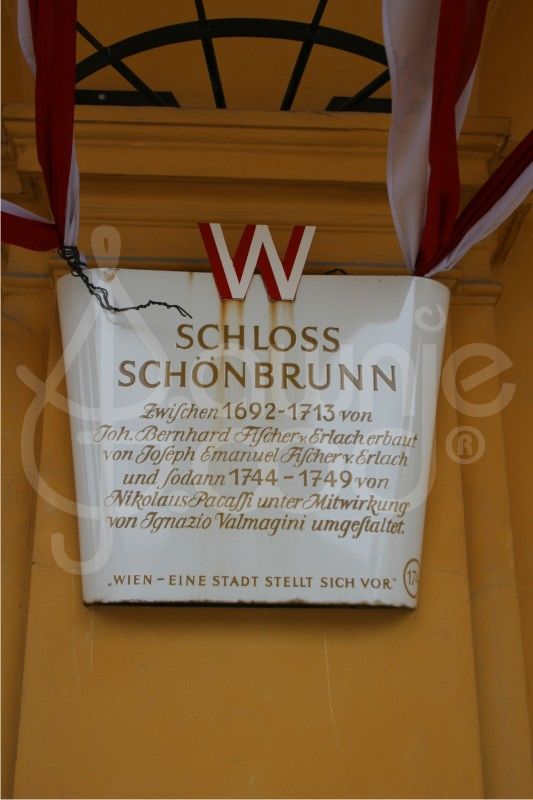 W
SCHLOSS
SCHÖNBRUNN
Zwischen 1692-1713 von
Joh. Bernhard Fischer v. Erlach erbaut
von Joseph Emanuel Fischer v. Erlach
und sodann 1744-1749 von
Nikolaus Pacassi unter Mitwirkung
von Ignazio Valmagini umgestaltet.
„WIEN - EINE STADT STELLT SICH VOR"